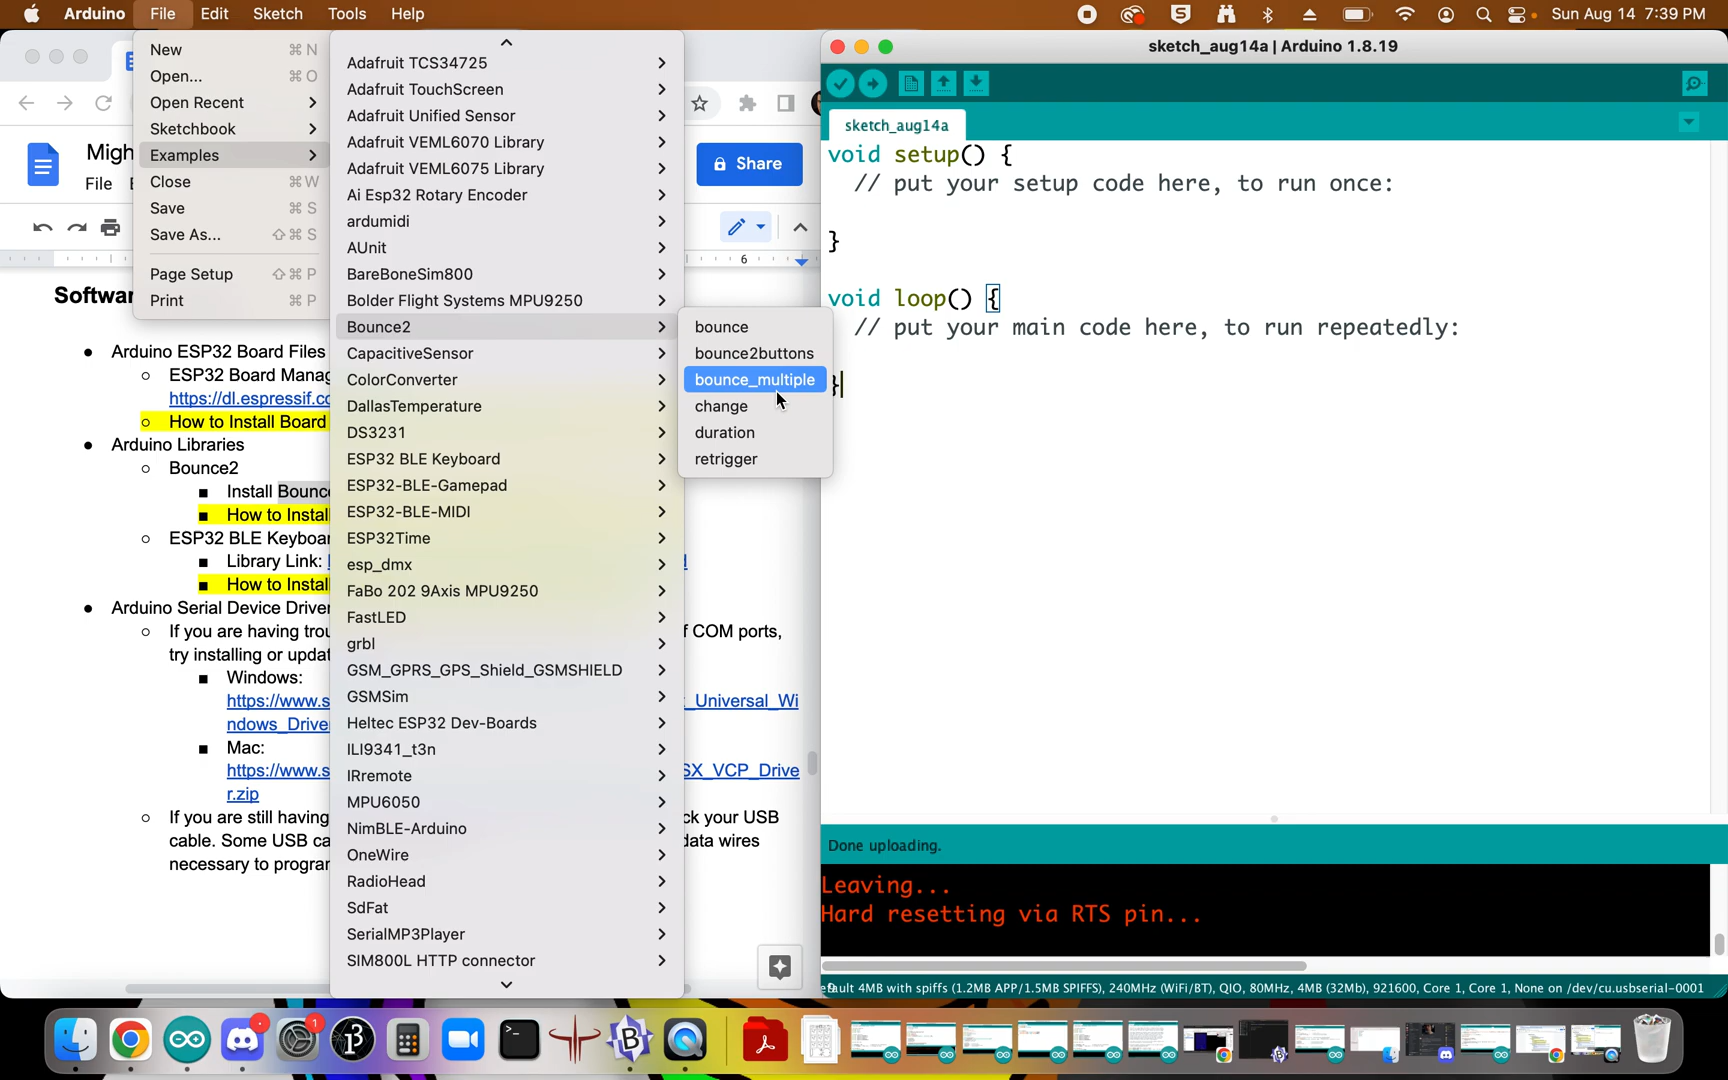 Arduino File Edit Sketch Tools Help
Sun Aug 14 7:39 PM
New ⌘ N
Open... ⌘ O
Open Recent
Sketchbook
Examples
Close ⌘ W
Save ⌘ S
Save As... ⇧ ⌘ S
Page Setup ⇧ ⌘ P
Print ⌘ P
Adafruit TCS34725
Adafruit TouchScreen
Adafruit Unified Sensor
Adafruit VEML6070 Library
Adafruit VEML6075 Library
Ai Esp32 Rotary Encoder
ardumidi
AUnit
BareBoneSim800
Bolder Flight Systems MPU9250
Bounce2
CapacitiveSensor
ColorConverter
DallasTemperature
DS3231
ESP32 BLE Keyboard
ESP32-BLE-Gamepad
ESP32-BLE-MIDI
ESP32Time
esp_dmx
FaBo 202 9Axis MPU9250
FastLED
grbl
GSM_GPRS_GPS_Shield_GSMSHIELD
GSMSim
Heltec ESP32 Dev-Boards
ILI9341_t3n
IRremote
MPU6050
NimBLE-Arduino
OneWire
RadioHead
SdFat
SerialMP3Player
SIM800L HTTP connector
bounce
bounce2buttons
bounce_multiple
change
duration
retrigger
Migh
File
Share
6
Softwar
Arduino ESP32 Board Files
ESP32 Board Manag
https://dl.espressif.co
How to Install Board
Arduino Libraries
Bounce2
Install Bounc
How to Instal
ESP32 BLE Keyboar
Library Link:
How to Instal
Arduino Serial Device Driver
If you are having trou f COM ports,
try installing or updat
Windows:
https://www.s _Universal_Wi
ndows_Drive
Mac:
https://www.s SX_VCP_Drive
r.zip
If you are still having ck your USB
cable. Some USB ca data wires
necessary to program
sketch_aug14a | Arduino 1.8.19
sketch_aug14a
void setup() {
// put your setup code here, to run once:
}
void loop() {
// put your main code here, to run repeatedly:
}
Done uploading.
Leaving...
Hard resetting via RTS pin...
ault 4MB with spiffs (1.2MB APP/1.5MB SPIFFS), 240MHz (WiFi/BT), QIO, 80MHz, 4MB (32Mb), 921600, Core 1, Core 1, None on /dev/cu.usbserial-0001